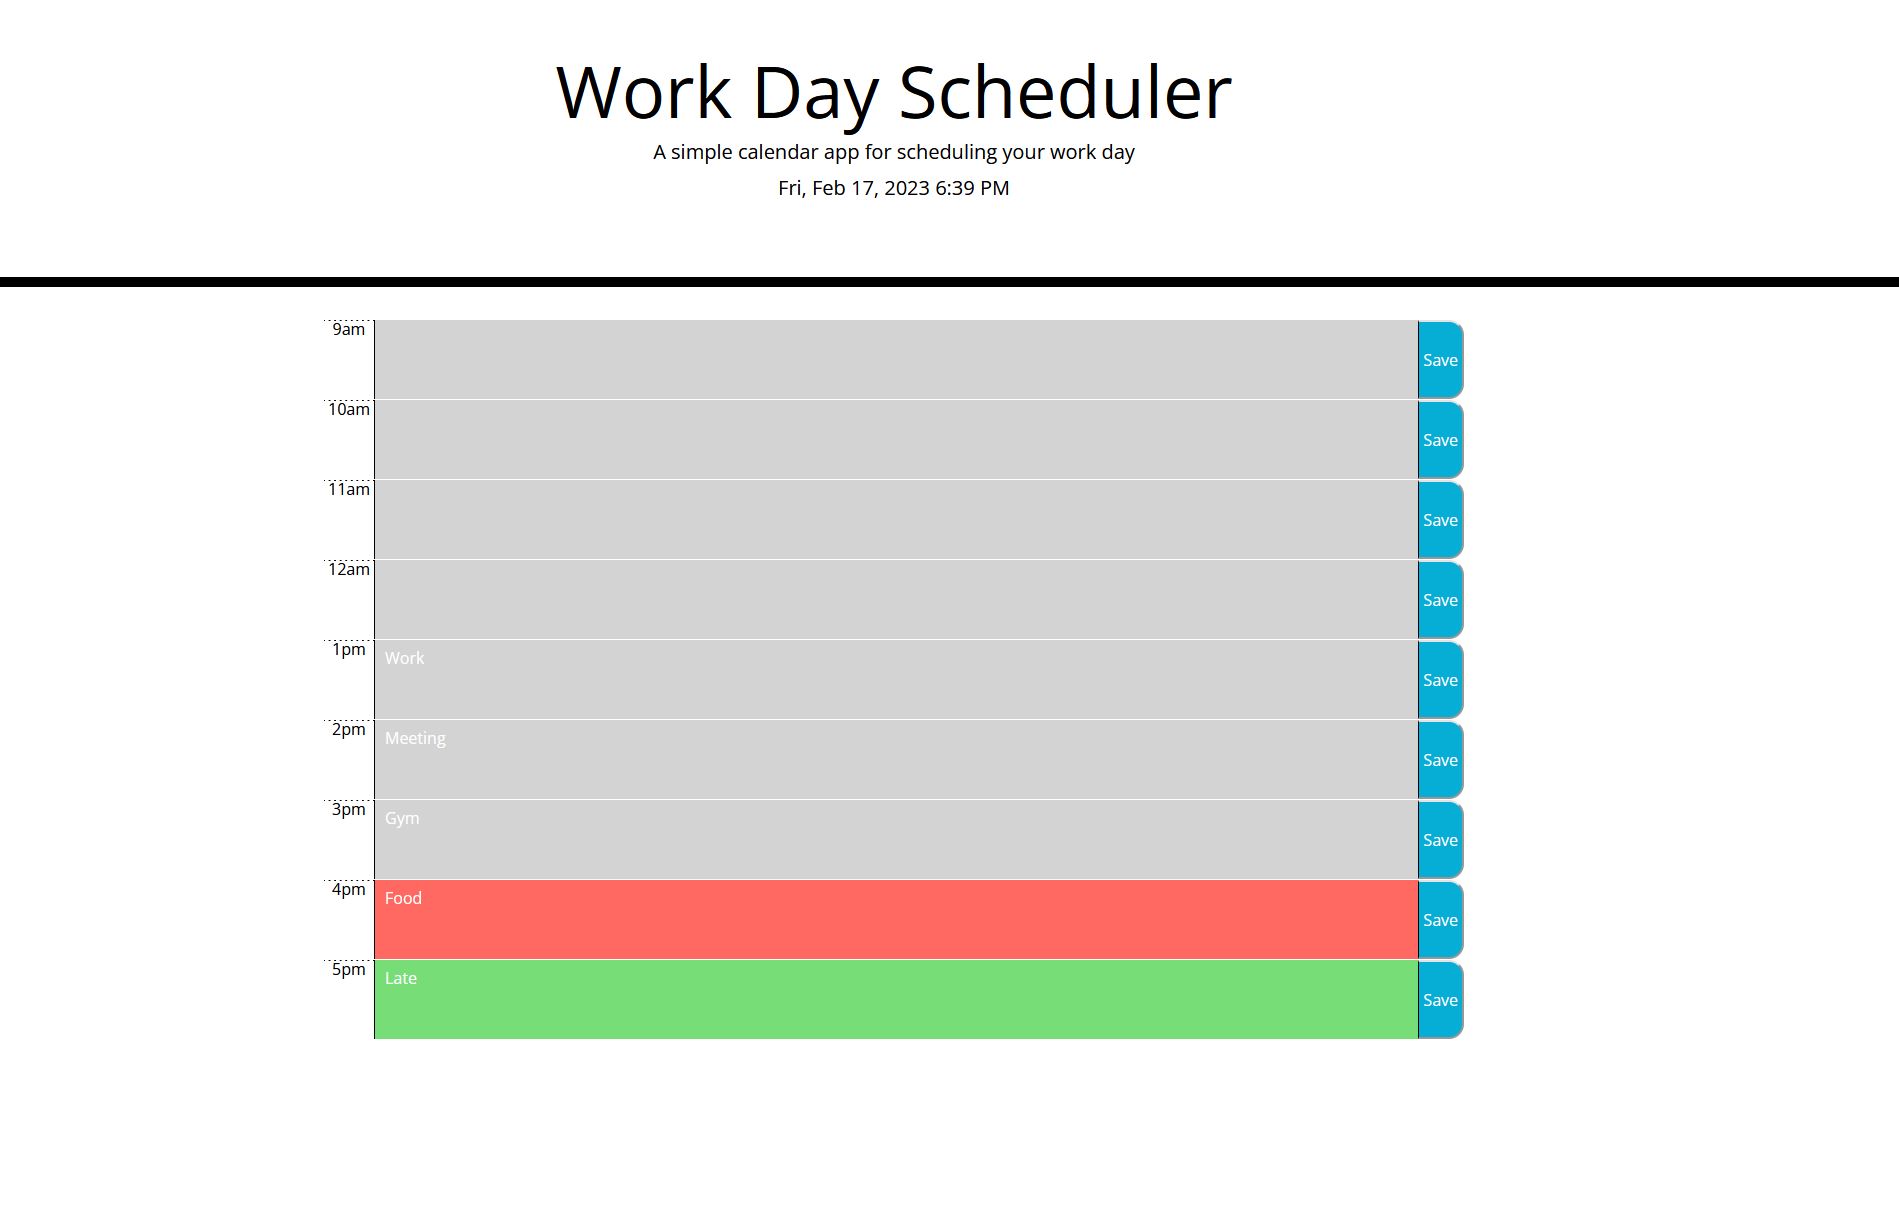 Work Day Scheduler
A simple calendar app for scheduling your work day
Fri, Feb 17, 2023 6:39 PM
9am Save
10am Save
11am Save
12am Save
1pm Work Save
2pm Meeting Save
3pm Gym Save
4pm Food Save
5pm Late Save